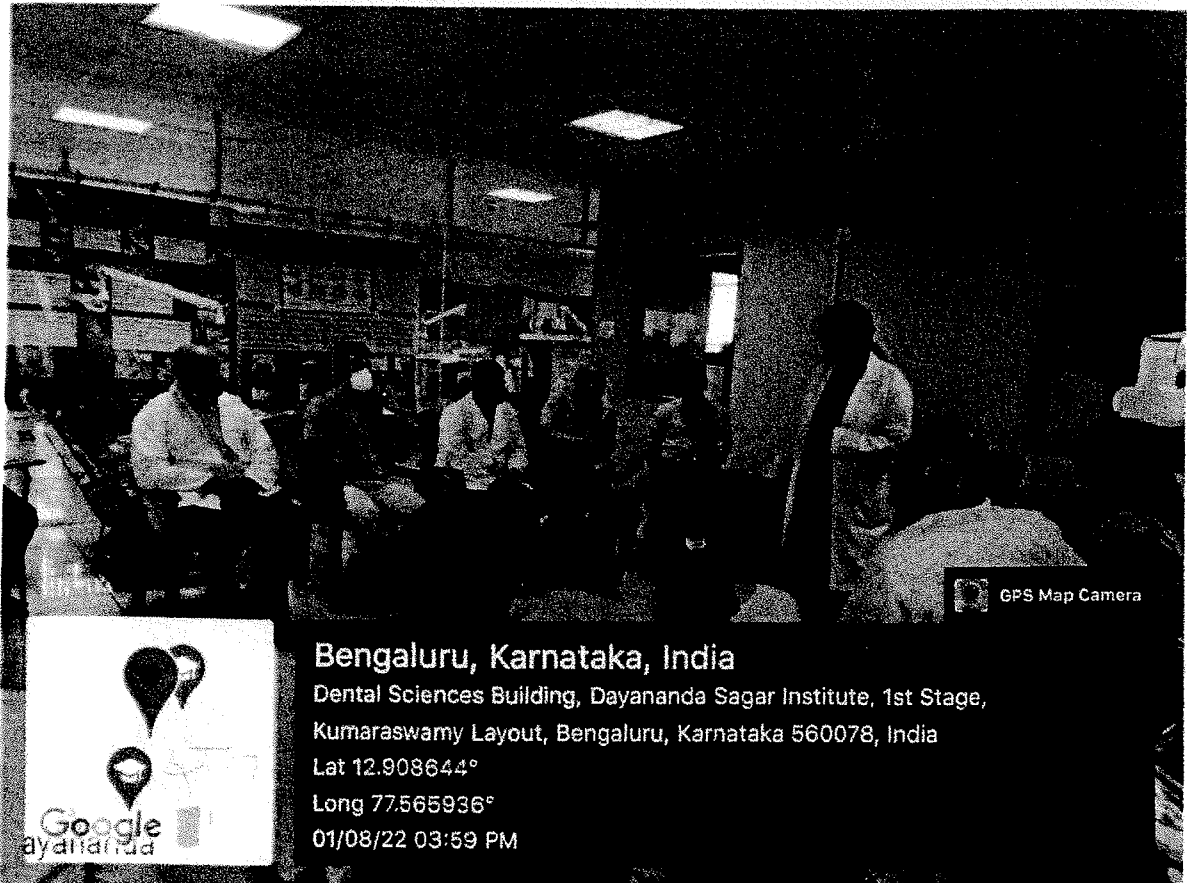 GPS Map Camera
Bengaluru, Karnataka, India
Dental Sciences Building, Dayananda Sagar Institute, 1st Stage,
Kumaraswamy Layout, Bengaluru, Karnataka 560078, India
Lat 12.908644°
Long 77.565936°
01/08/22 03:59 PM
Google
ayananda